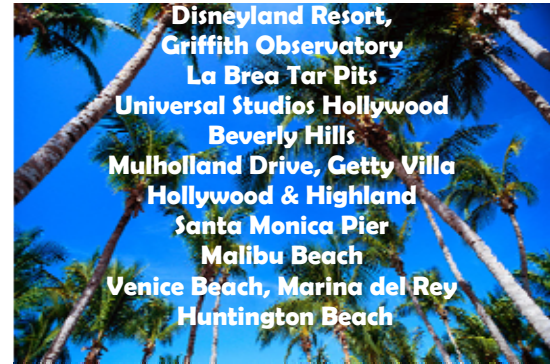 Disneyland Resort,
Griffith Observatory
La Brea Tar Pits
Universal Studios Hollywood
Beverly Hills
Mulholland Drive, Getty Villa
Hollywood & Highland
Santa Monica Pier
Malibu Beach
Venice Beach, Marina del Rey
Huntington Beach